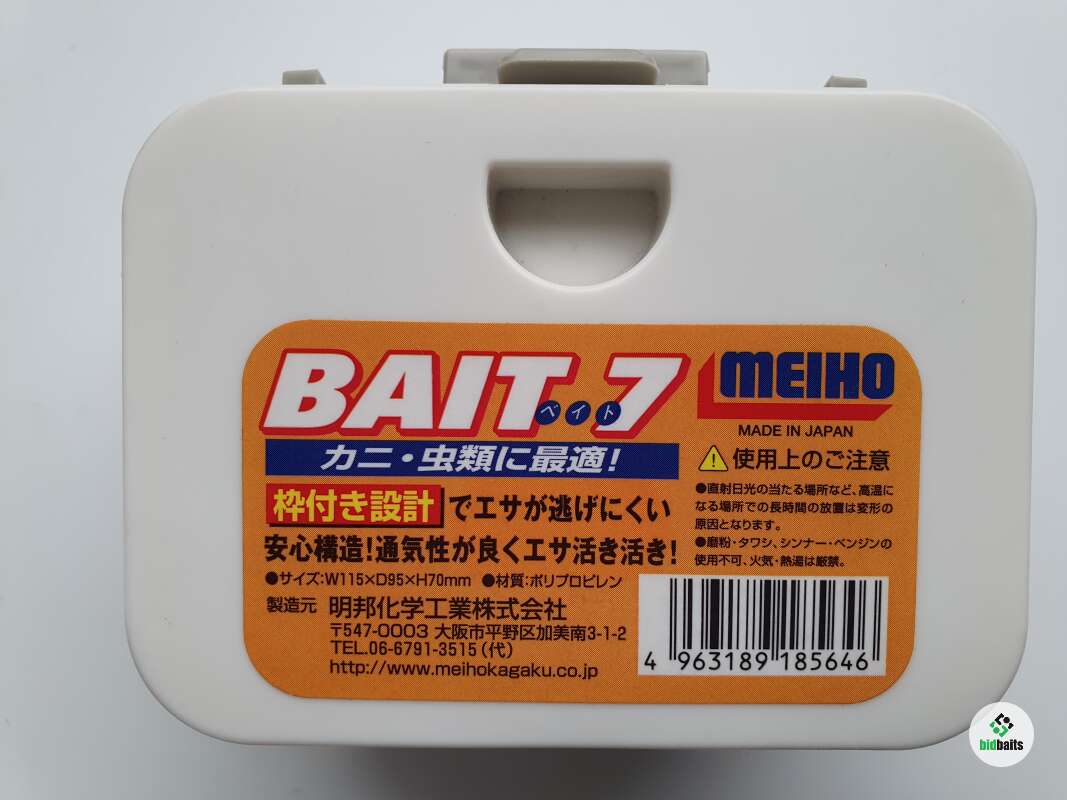 BAIT 7
ベイト
カニ・虫類に最適!
枠付き設計でエサが逃げにくい
安心構造!通気性が良くエサ活き活き!
●サイズ:W115×D95×H70mm ●材質:ポリプロピレン
製造元 明邦化学工業株式会社
〒547-0003 大阪市平野区加美南3-1-2
TEL.06-6791-3515(代)
http://www.meihokagaku.co.jp
MEIHO
MADE IN JAPAN
使用上のご注意
●直射日光の当たる場所など、高温に
なる場所での長時間の放置は変形の
原因となります。
●磨粉・タワシ、シンナー・ベンジンの
使用不可、火気・熱湯は厳禁。
4 963189 185646
bidbaits